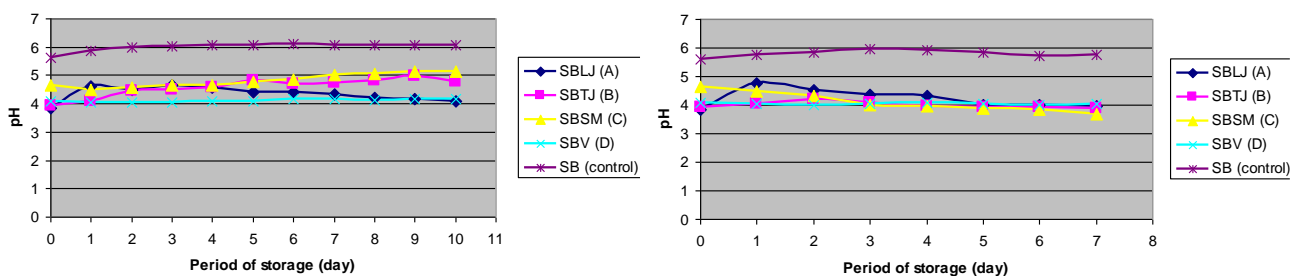 7
6
5
4
3
2
1
0
pH
0 1 2 3 4 5 6 7 8 9 10 11
Period of storage (day)
SBLJ (A)
SBTJ (B)
SBSM (C)
SBV (D)
SB (control)
7
6
5
4
3
2
1
0
pH
0 1 2 3 4 5 6 7 8
Period of storage (day)
SBLJ (A)
SBTJ (B)
SBSM (C)
SBV (D)
SB (control)